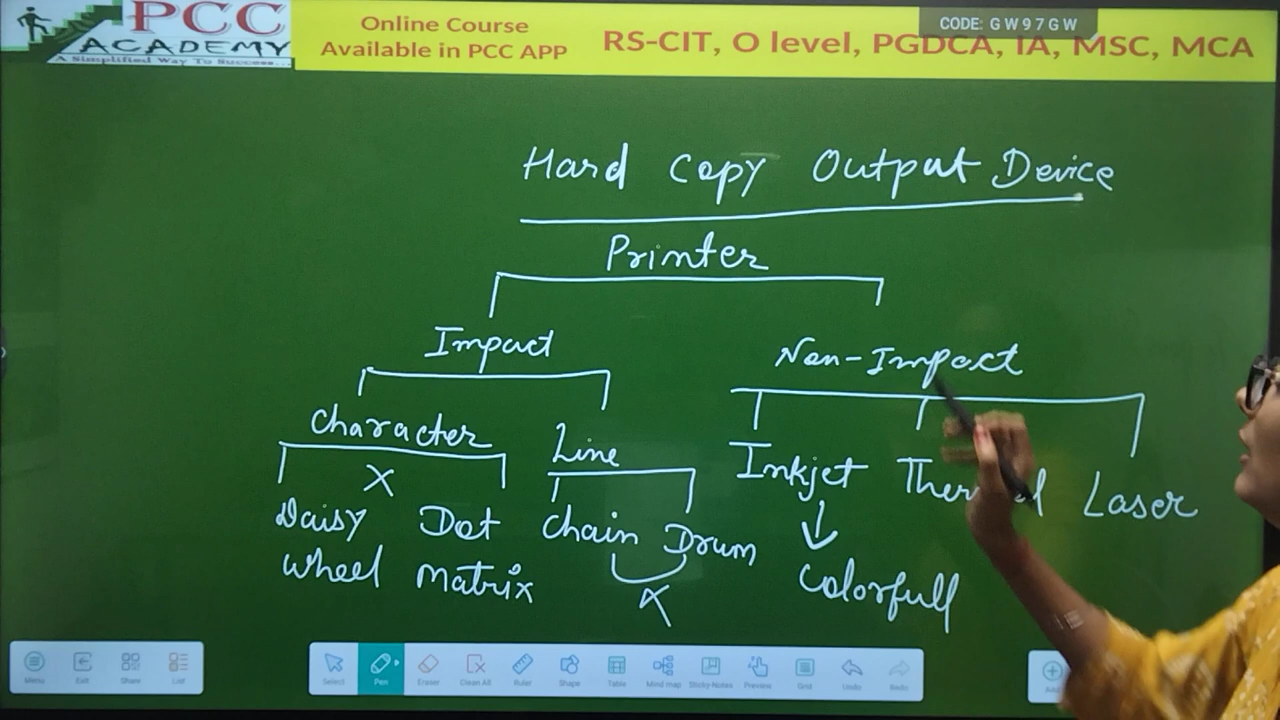 PCC
ACADEMY
A Simplified Way To Success...
Online Course
Available in PCC APP
RS-CIT, O level, PGDCA, IA, MSC, MCA
CODE: GW97GW
Hard Copy Output Device
Printer
Impact Non-Impact
Character Line
X
Daisy Wheel
Dot Matrix
Chain Drum
X
Inkjet Thermal Laser
Colorfull
Menu Exit Share List
Select Pen Eraser Clean All Ruler Shape Table Mind map Sticky-Notes Preview Grid Undo Redo